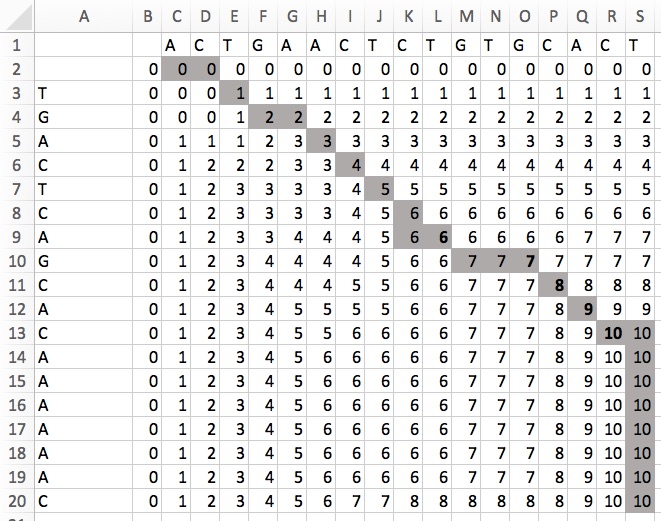 A B C D E F G H I J K L M N O P Q R S
1 A C T G A A C T C T G T G C A C T
2 0 0 0 0 0 0 0 0 0 0 0 0 0 0 0 0 0 0
3 T 0 0 0 1 1 1 1 1 1 1 1 1 1 1 1 1 1 1
4 G 0 0 0 1 2 2 2 2 2 2 2 2 2 2 2 2 2 2
5 A 0 1 1 1 2 3 3 3 3 3 3 3 3 3 3 3 3 3
6 C 0 1 2 2 2 3 3 4 4 4 4 4 4 4 4 4 4 4
7 T 0 1 2 3 3 3 3 4 5 5 5 5 5 5 5 5 5 5
8 C 0 1 2 3 3 3 3 4 5 6 6 6 6 6 6 6 6 6
9 A 0 1 2 3 3 4 4 4 5 6 6 6 6 6 6 7 7 7
10 G 0 1 2 3 4 4 4 4 5 6 6 7 7 7 7 7 7 7
11 C 0 1 2 3 4 4 4 5 5 6 6 7 7 7 8 8 8 8
12 A 0 1 2 3 4 5 5 5 5 6 6 7 7 7 8 9 9 9
13 C 0 1 2 3 4 5 5 6 6 6 6 7 7 7 8 9 10 10
14 A 0 1 2 3 4 5 6 6 6 6 6 7 7 7 8 9 10 10
15 A 0 1 2 3 4 5 6 6 6 6 6 7 7 7 8 9 10 10
16 A 0 1 2 3 4 5 6 6 6 6 6 7 7 7 8 9 10 10
17 A 0 1 2 3 4 5 6 6 6 6 6 7 7 7 8 9 10 10
18 A 0 1 2 3 4 5 6 6 6 6 6 7 7 7 8 9 10 10
19 A 0 1 2 3 4 5 6 6 6 6 6 7 7 7 8 9 10 10
20 C 0 1 2 3 4 5 6 7 7 8 8 8 8 8 8 9 10 10